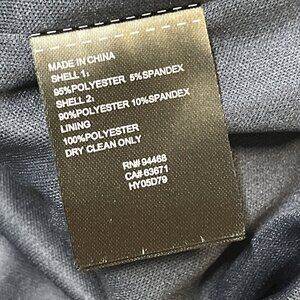 MADE IN CHINA
SHELL 1;
95%POLYESTER 5%SPANDEX
SHELL 2;
90%POLYESTER 10%SPANDEX
LINING
100%POLYESTER
DRY CLEAN ONLY
RN# 94468
CA# 63671
HY05D79